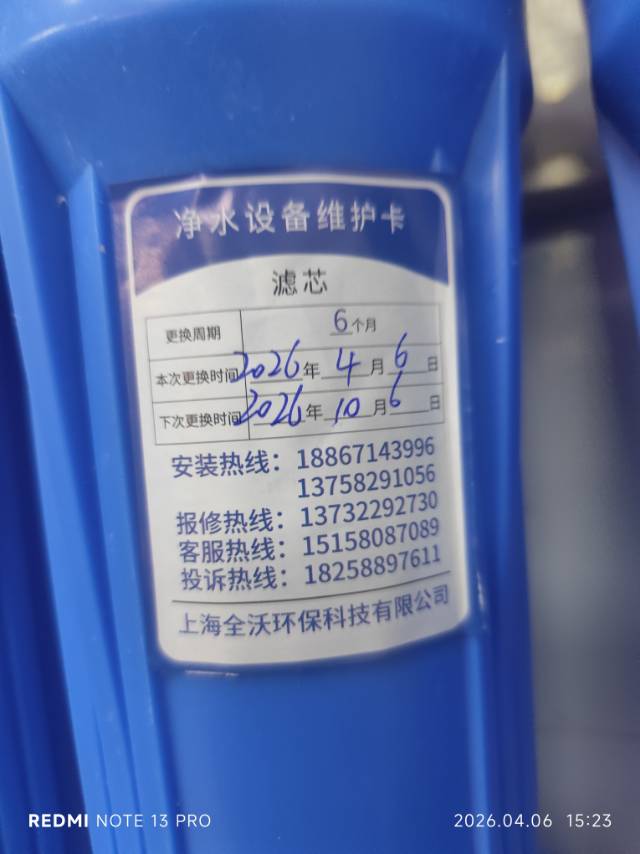 净水设备维护卡
滤芯
更换周期 6个月
本次更换时间 2026年4月6日
下次更换时间 2026年10月6日
安装热线：18867143996
13758291056
报修热线：13732292730
客服热线：15158087089
投诉热线：18258897611
上海全沃环保科技有限公司
REDMI NOTE 13 PRO
2026.04.06 15:23